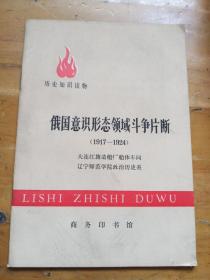 历史知识读物
俄国意识形态领域斗争片断
(1917—1924)
大连红旗造船厂船体车间
辽宁师范学院政治历史系
LISHI ZHISHI DUWU
商务印书馆